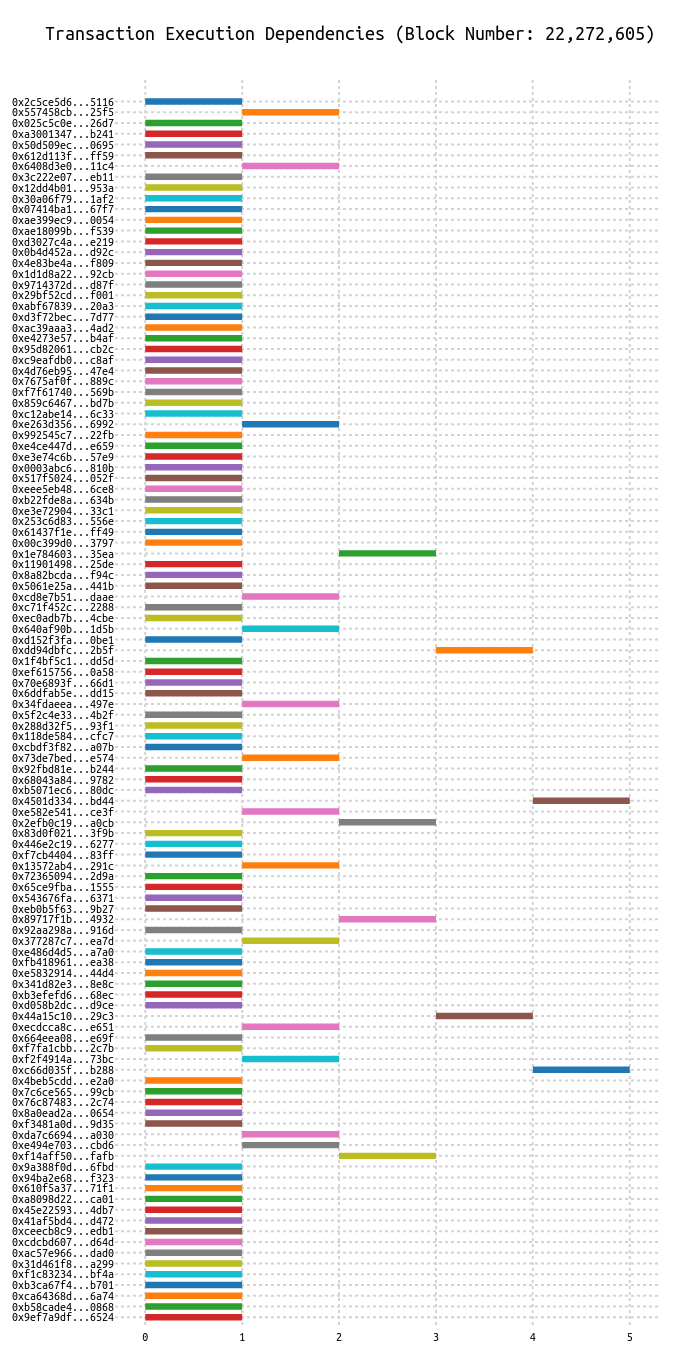 Transaction Execution Dependencies (Block Number: 22,272,605)
0x2c5ce5d6...5116
0x557458cb...25f5
0x025c5c0e...26d7
0xa3001347...b241
0x50d509ec...0695
0x612d113f...ff59
0x6408d3e0...11c4
0x3c222e07...eb11
0x12dd4b01...953a
0x30a06f79...1af2
0x07414ba1...67f7
0xae399ec9...0054
0xae18099b...f539
0xd3027c4a...e219
0x0b4d452a...d92c
0x4e83be4a...f809
0x1d1d8a22...92cb
0x9714372d...d87f
0x29bf52cd...f001
0xabf67839...20a3
0xd3f72bec...7d77
0xac39aaa3...4ad2
0xe4273e57...b4af
0x95d82061...cb2c
0xc9eafdb0...c8af
0x4d76eb95...47e4
0x7675af0f...889c
0xf7f61740...569b
0x859c6467...bd7b
0xc12abe14...6c33
0xe263d356...6992
0x992545c7...22fb
0xe4ce447d...e659
0xe3e74c6b...57e9
0x0003abc6...810b
0x517f5024...052f
0xeee5eb48...6ce8
0xb22fde8a...634b
0xe3e72904...33c1
0x253c6d83...556e
0x61437f1e...ff49
0x00c399d0...3797
0x1e784603...35ea
0x11901498...25de
0x8a82bcda...f94c
0x5061e25a...441b
0xcd8e7b51...daae
0xc71f452c...2288
0xec0adb7b...4cbe
0x640af90b...1d5b
0xd152f3fa...0be1
0xdd94dbfc...2b5f
0x1f4bf5c1...dd5d
0xef615756...0a58
0x70e6893f...66d1
0x6ddfab5e...dd15
0x34fdaeea...497e
0x5f2c4e33...4b2f
0x288d32f5...93f1
0x118de584...cfc7
0xcbdf3f82...a07b
0x73de7bed...e574
0x92fbd81e...b244
0x68043a84...9782
0xb5071ec6...80dc
0x4501d334...bd44
0xe582e541...ce3f
0x2efb0c19...a0cb
0x83d0f021...3f9b
0x446e2c19...6277
0xf7cb4404...83ff
0x13572ab4...291c
0x72365094...2d9a
0x65ce9fba...1555
0x543676fa...6371
0xeb0b5f63...9b27
0x89717f1b...4932
0x92aa298a...916d
0x377287c7...ea7d
0xe486d4d5...a7a0
0xfb418961...ea38
0xe5832914...44d4
0x341d82e3...8e8c
0xb3efefd6...68ec
0xd058b2dc...d9ce
0x44a15c10...29c3
0xecdcca8c...e651
0x664eea08...e69f
0xf7fa1cbb...2c7b
0xf2f4914a...73bc
0xc66d035f...b288
0x4beb5cdd...e2a0
0x7c6ce565...99cb
0x76c87483...2c74
0x8a0ead2a...0654
0xf3481a0d...9d35
0xda7c6694...a030
0xe494e703...cbd6
0xf14aff50...fafb
0x9a388f0d...6fbd
0x94ba2e68...f323
0x610f5a37...71f1
0xa8098d22...ca01
0x45e22593...4db7
0x41af5bd4...d472
0xceecb8c9...edb1
0xcdcbd607...d64d
0xac57e966...dad0
0x31d461f8...a299
0xf1c83234...bf4a
0xb3ca67f4...b701
0xca64368d...6a74
0xb58cade4...0868
0x9ef7a9df...6524
0 1 2 3 4 5